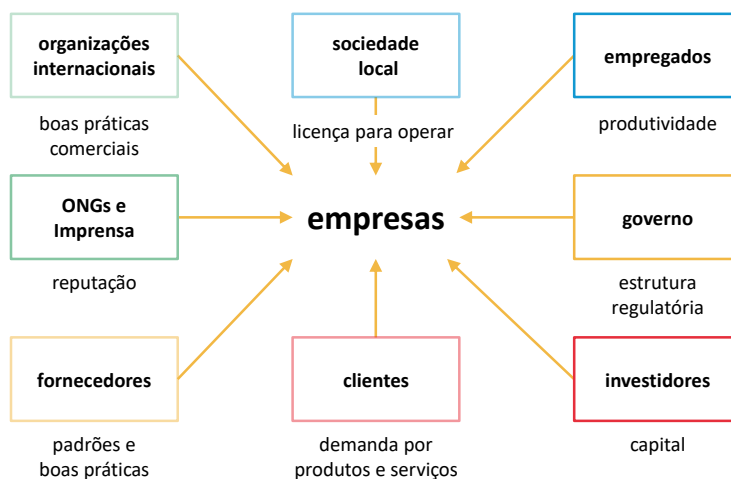 organizações
internacionais
sociedade
local
empregados
boas práticas
comerciais
licença para operar
produtividade
ONGs e
Imprensa
empresas
governo
reputação
estrutura
regulatória
fornecedores
clientes
investidores
padrões e
boas práticas
demanda por
produtos e serviços
capital